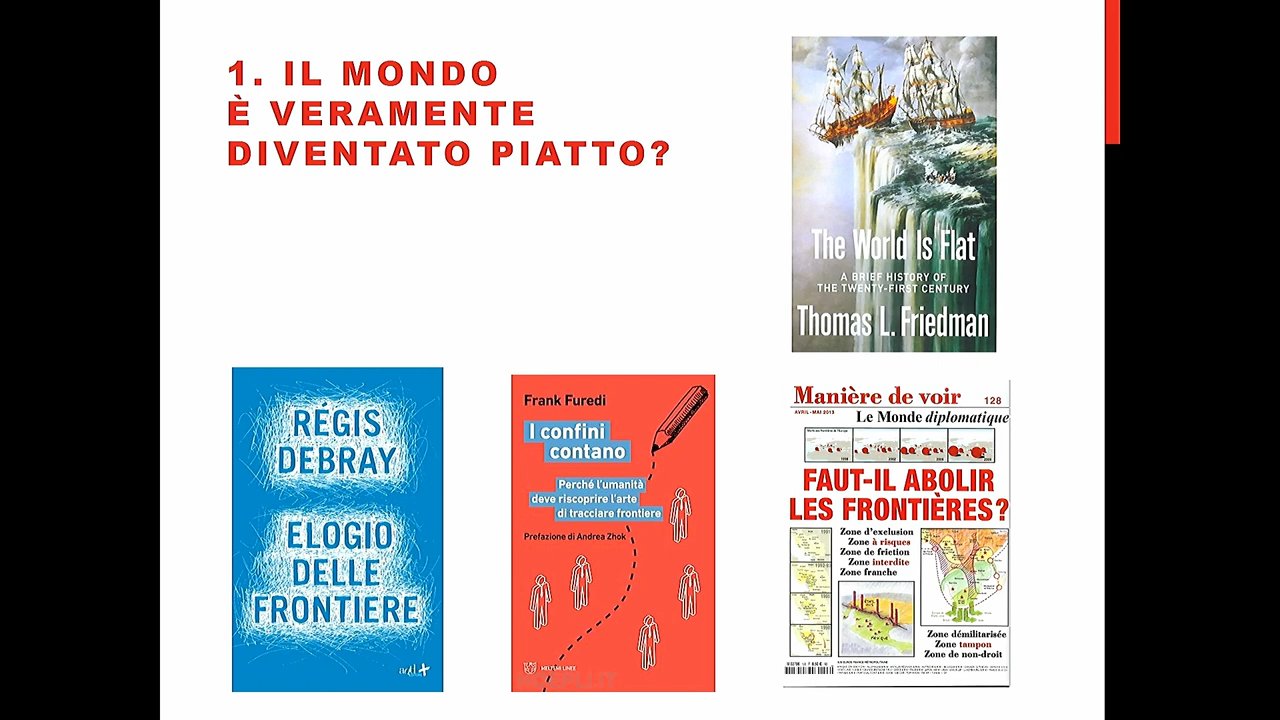 1. IL MONDO
È VERAMENTE
DIVENTATO PIATTO?
The World Is Flat
A BRIEF HISTORY OF
THE TWENTY-FIRST CENTURY
Thomas L. Friedman
RÉGIS
DEBRAY
ELOGIO
DELLE
FRONTIERE
Frank Furedi
I confini
contano
Perché l'umanità
deve riscoprire l'arte
di tracciare frontiere
Prefazione di Andrea Zhok
MELTEMI LINEE
Manière de voir 128
AVRIL - MAI 2013
Le Monde diplomatique
FAUT-IL ABOLIR
LES FRONTIÈRES?
Zone d'exclusion
Zone à risques
Zone de friction
Zone interdite
Zone franche
Zone démilitarisée
Zone tampon
Zone de non-droit